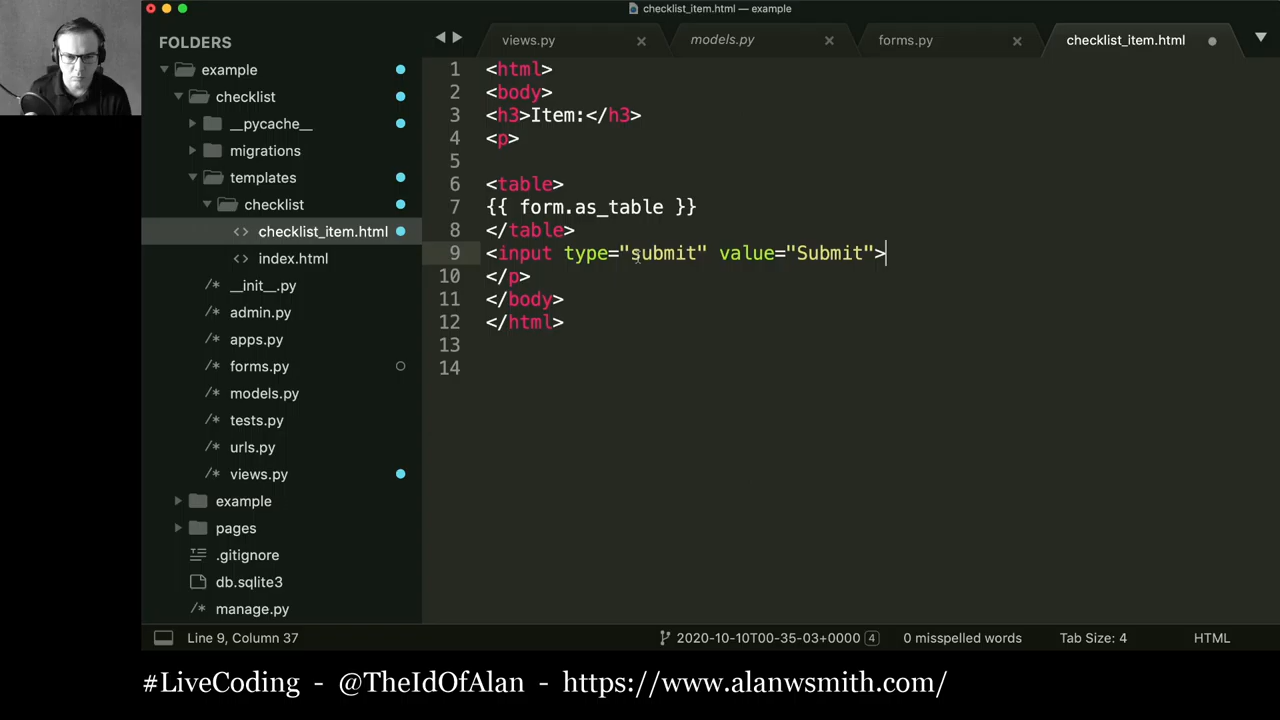 checklist_item.html — example
FOLDERS
example
checklist
__pycache__
migrations
templates
checklist
checklist_item.html
index.html
__init__.py
admin.py
apps.py
forms.py
models.py
tests.py
urls.py
views.py
example
pages
.gitignore
db.sqlite3
manage.py
views.py
models.py
forms.py
checklist_item.html
1 <html>
2 <body>
3 <h3>Item:</h3>
4 <p>
5
6 <table>
7 {{ form.as_table }}
8 </table>
9 <input type="submit" value="Submit">
10 </p>
11 </body>
12 </html>
13
14
Line 9, Column 37
2020-10-10T00-35-03+0000 4
0 misspelled words
Tab Size: 4
HTML
#LiveCoding - @TheIdOfAlan - https://www.alanwsmith.com/